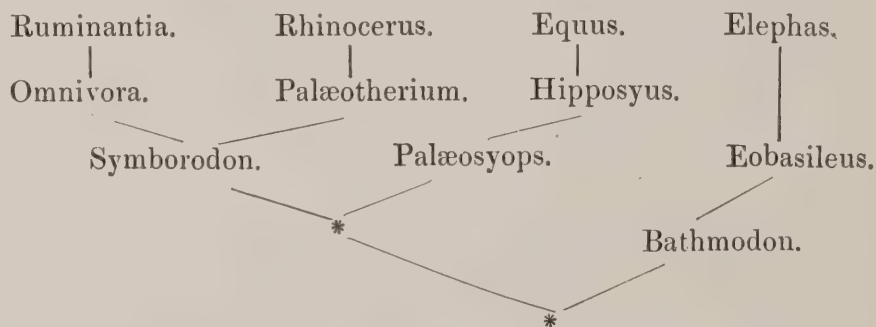 Ruminantia. Rhinocerus. Equus. Elephas.
Omnivora. Palæotherium. Hipposyus.
Symborodon. Palæosyops. Eobasileus.
*
Bathmodon.
*